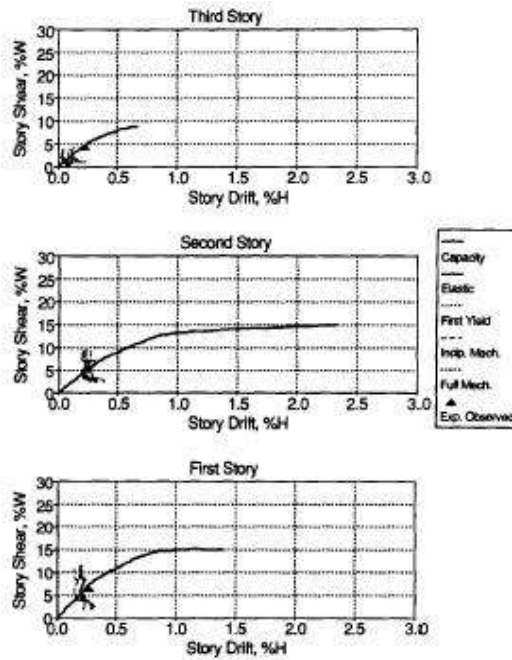 Third Story
Story Shear, %W
30
25
20
15
10
5
0
0.0 0.5 1.0 1.5 2.0 2.5 3.0
Story Drift, %H
Second Story
Story Shear, %W
30
25
20
15
10
5
0
0.0 0.5 1.0 1.5 2.0 2.5 3.0
Story Drift, %H
Capacity
Elastic
First Yield
Incip. Mech.
Full Mech.
Exp. Observed
First Story
Story Shear, %W
30
25
20
15
10
5
0
0.0 0.5 1.0 1.5 2.0 2.5 3.0
Story Drift, %H